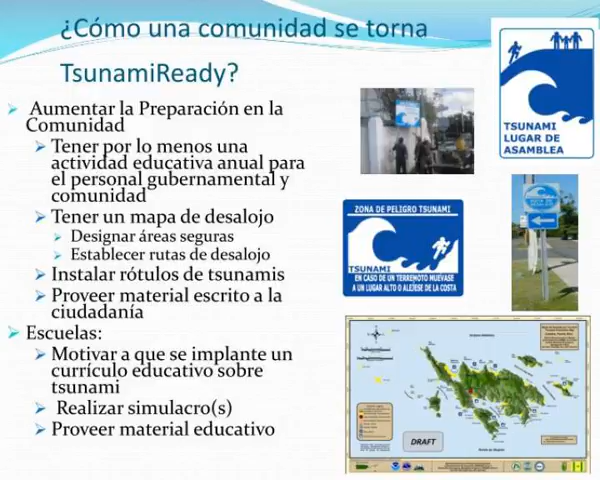 ¿Cómo una comunidad se torna
TsunamiReady?
Aumentar la Preparación en la
Comunidad
Tener por lo menos una
actividad educativa anual para
el personal gubernamental y
comunidad
Tener un mapa de desalojo
Designar áreas seguras
Establecer rutas de desalojo
Instalar rótulos de tsunamis
Proveer material escrito a la
ciudadanía
Escuelas:
Motivar a que se implante un
currículo educativo sobre
tsunami
Realizar simulacro(s)
Proveer material educativo
TSUNAMI
LUGAR DE
ASAMBLEA
ZONA DE PELIGRO TSUNAMI
TSUNAMI
EN CASO DE UN TERREMOTO MUEVASE
A UN LUGAR ALTO O ALEJESE DE LA COSTA
DRAFT